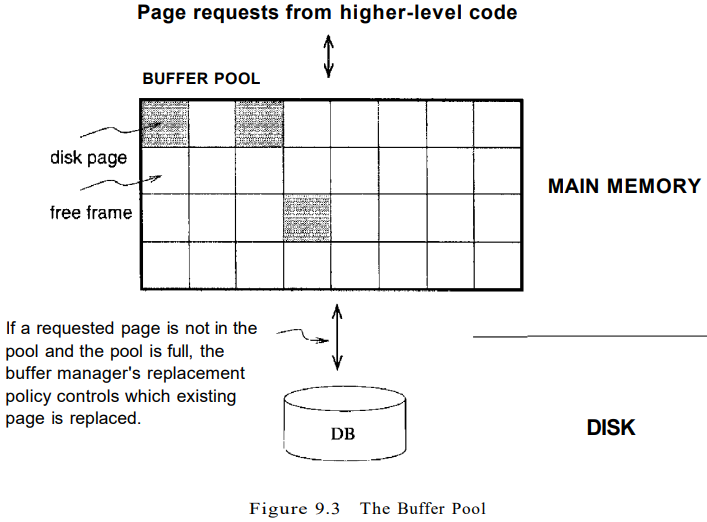 Page requests from higher-level code
BUFFER POOL
disk page
free frame
MAIN MEMORY
If a requested page is not in the
pool and the pool is full, the
buffer manager's replacement
policy controls which existing
page is replaced.
DB
DISK
Figure 9.3 The Buffer Pool